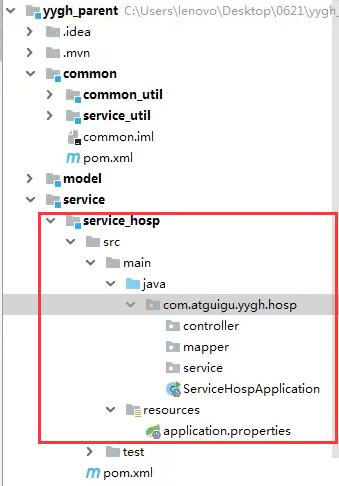 yygh_parent C:\Users\lenovo\Desktop\0621\yygh_
.idea
.mvn
common
common_util
service_util
common.iml
pom.xml
model
service
service_hosp
src
main
java
com.atguigu.yygh.hosp
controller
mapper
service
ServiceHospApplication
resources
application.properties
test
pom.xml